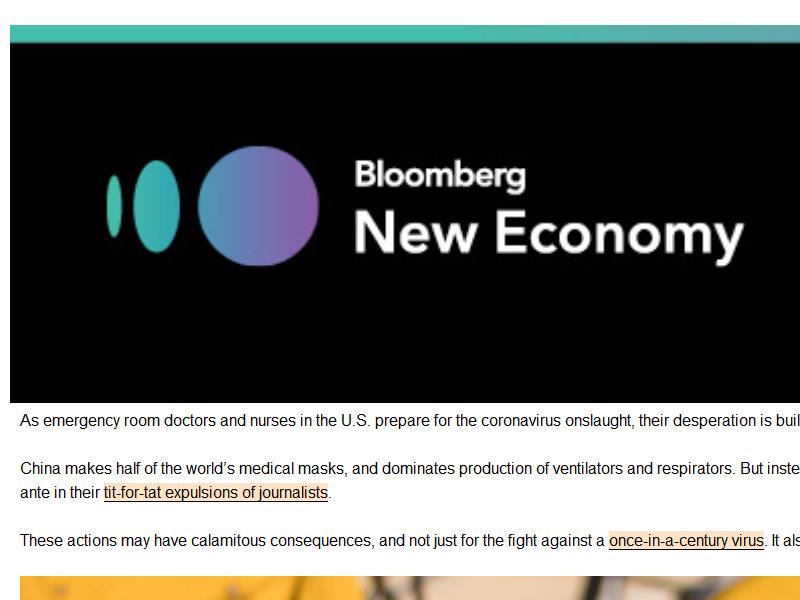 Bloomberg
New Economy
As emergency room doctors and nurses in the U.S. prepare for the coronavirus onslaught, their desperation is
China makes half of the world’s medical masks, and dominates production of ventilators and respirators. But
ante in their tit-for-tat expulsions of journalists.
These actions may have calamitous consequences, and not just for the fight against a once-in-a-century virus. It